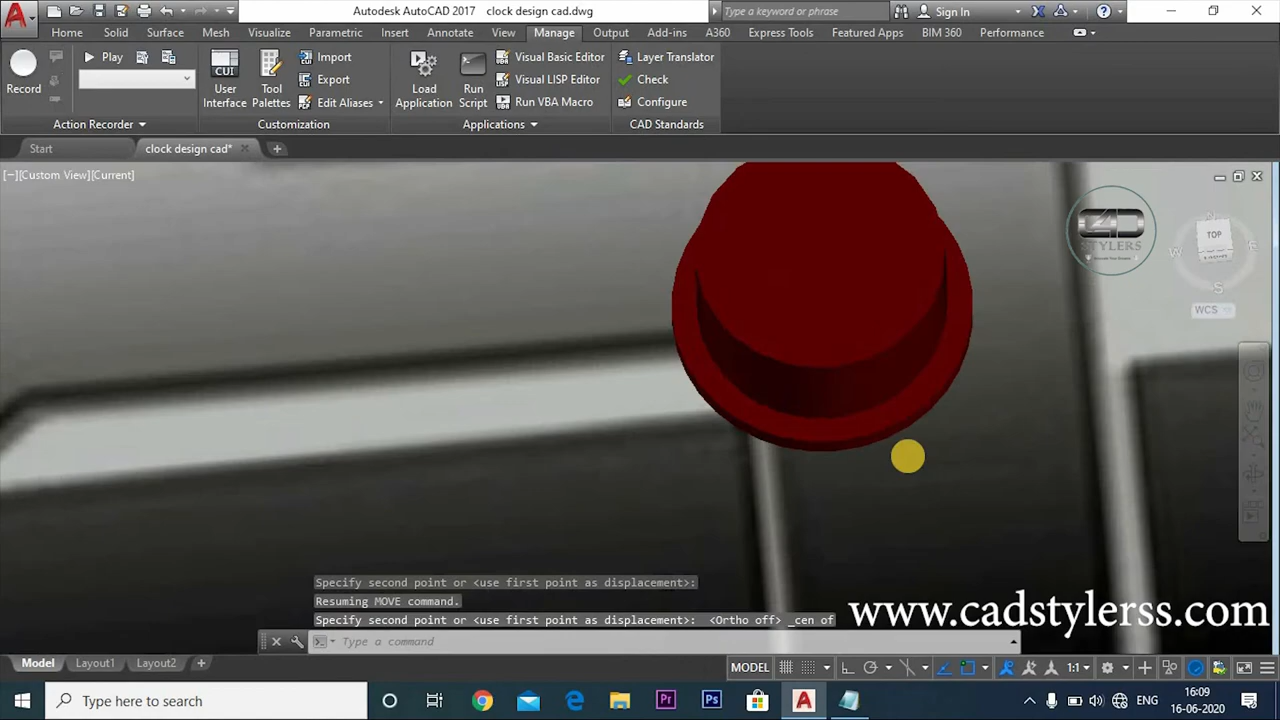 Autodesk AutoCAD 2017 clock design cad.dwg
Type a keyword or phrase
Sign In
Home Solid Surface Mesh Visualize Parametric Insert Annotate View Manage Output Add-ins A360 Express Tools Featured Apps BIM 360 Performance
Record
Play
Action Recorder
CUI
User Interface
Tool Palettes
Import
Export
Edit Aliases
Customization
Load Application
Run Script
Visual Basic Editor
Visual LISP Editor
Run VBA Macro
Applications
Layer Translator
Check
Configure
CAD Standards
Start
clock design cad*
[−][Custom View][Current]
STYLERS
TOP
W
E
S
WCS
Specify second point or <use first point as displacement>:
Resuming MOVE command.
Specify second point or <use first point as displacement>: <Ortho off> _cen of
Type a command
www.cadstylerss.com
Model Layout1 Layout2
MODEL
1:1
Type here to search
Pr
Ps
ENG
16:09
16-06-2020